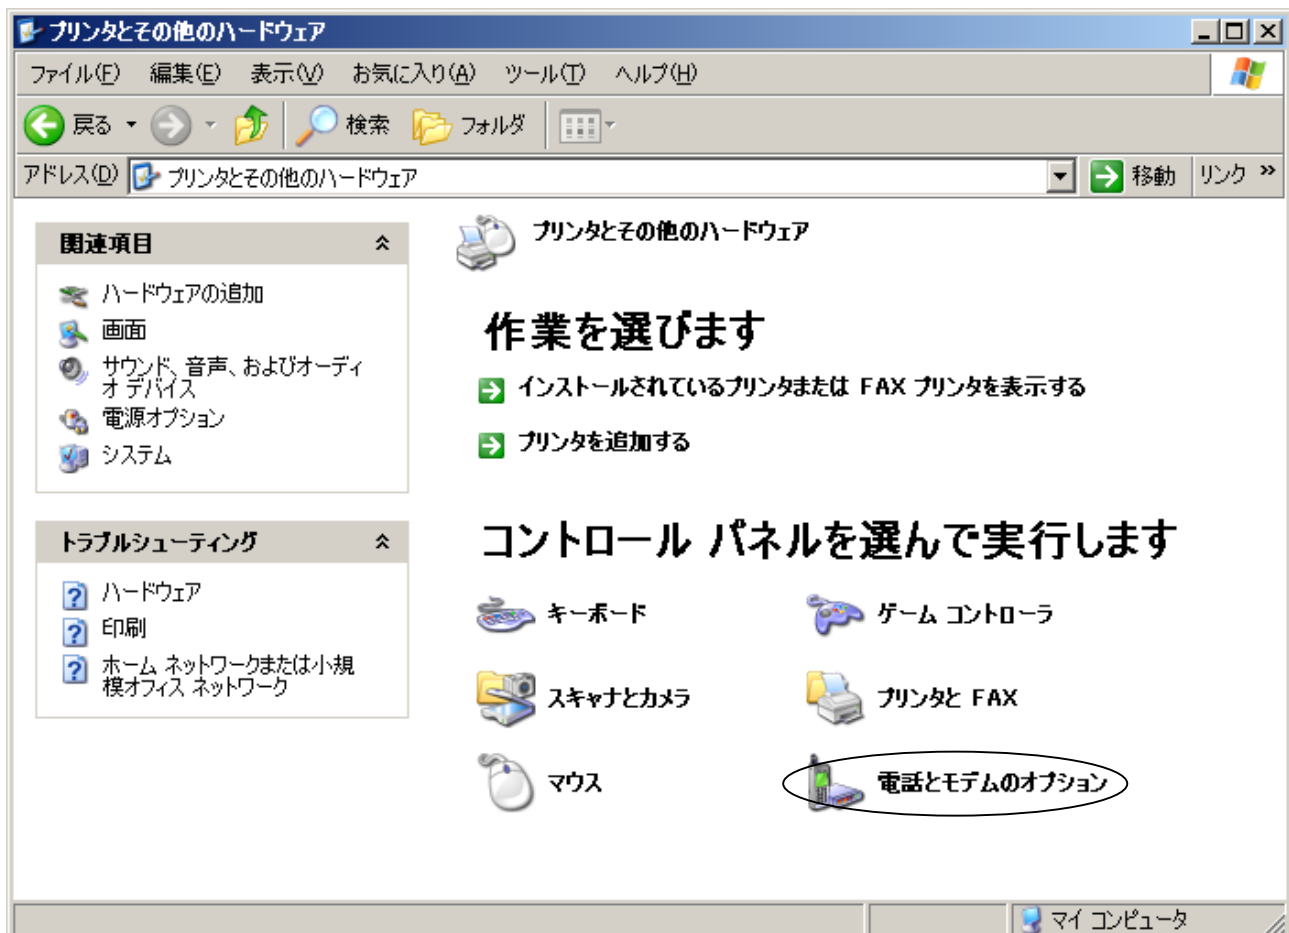 プリンタとその他のハードウェア
ファイル(F) 編集(E) 表示(V) お気に入り(A) ツール(T) ヘルプ(H)
戻る 検索 フォルダ
アドレス(D) プリンタとその他のハードウェア 移動 リンク »
関連項目
ハードウェアの追加
画面
サウンド、音声、およびオーディ
オ デバイス
電源オプション
システム
トラブルシューティング
ハードウェア
印刷
ホーム ネットワークまたは小規
模オフィス ネットワーク
プリンタとその他のハードウェア
作業を選びます
インストールされているプリンタまたは FAX プリンタを表示する
プリンタを追加する
コントロール パネルを選んで実行します
キーボード ゲーム コントローラ
スキャナとカメラ プリンタと FAX
マウス 電話とモデムのオプション
マイ コンピュータ